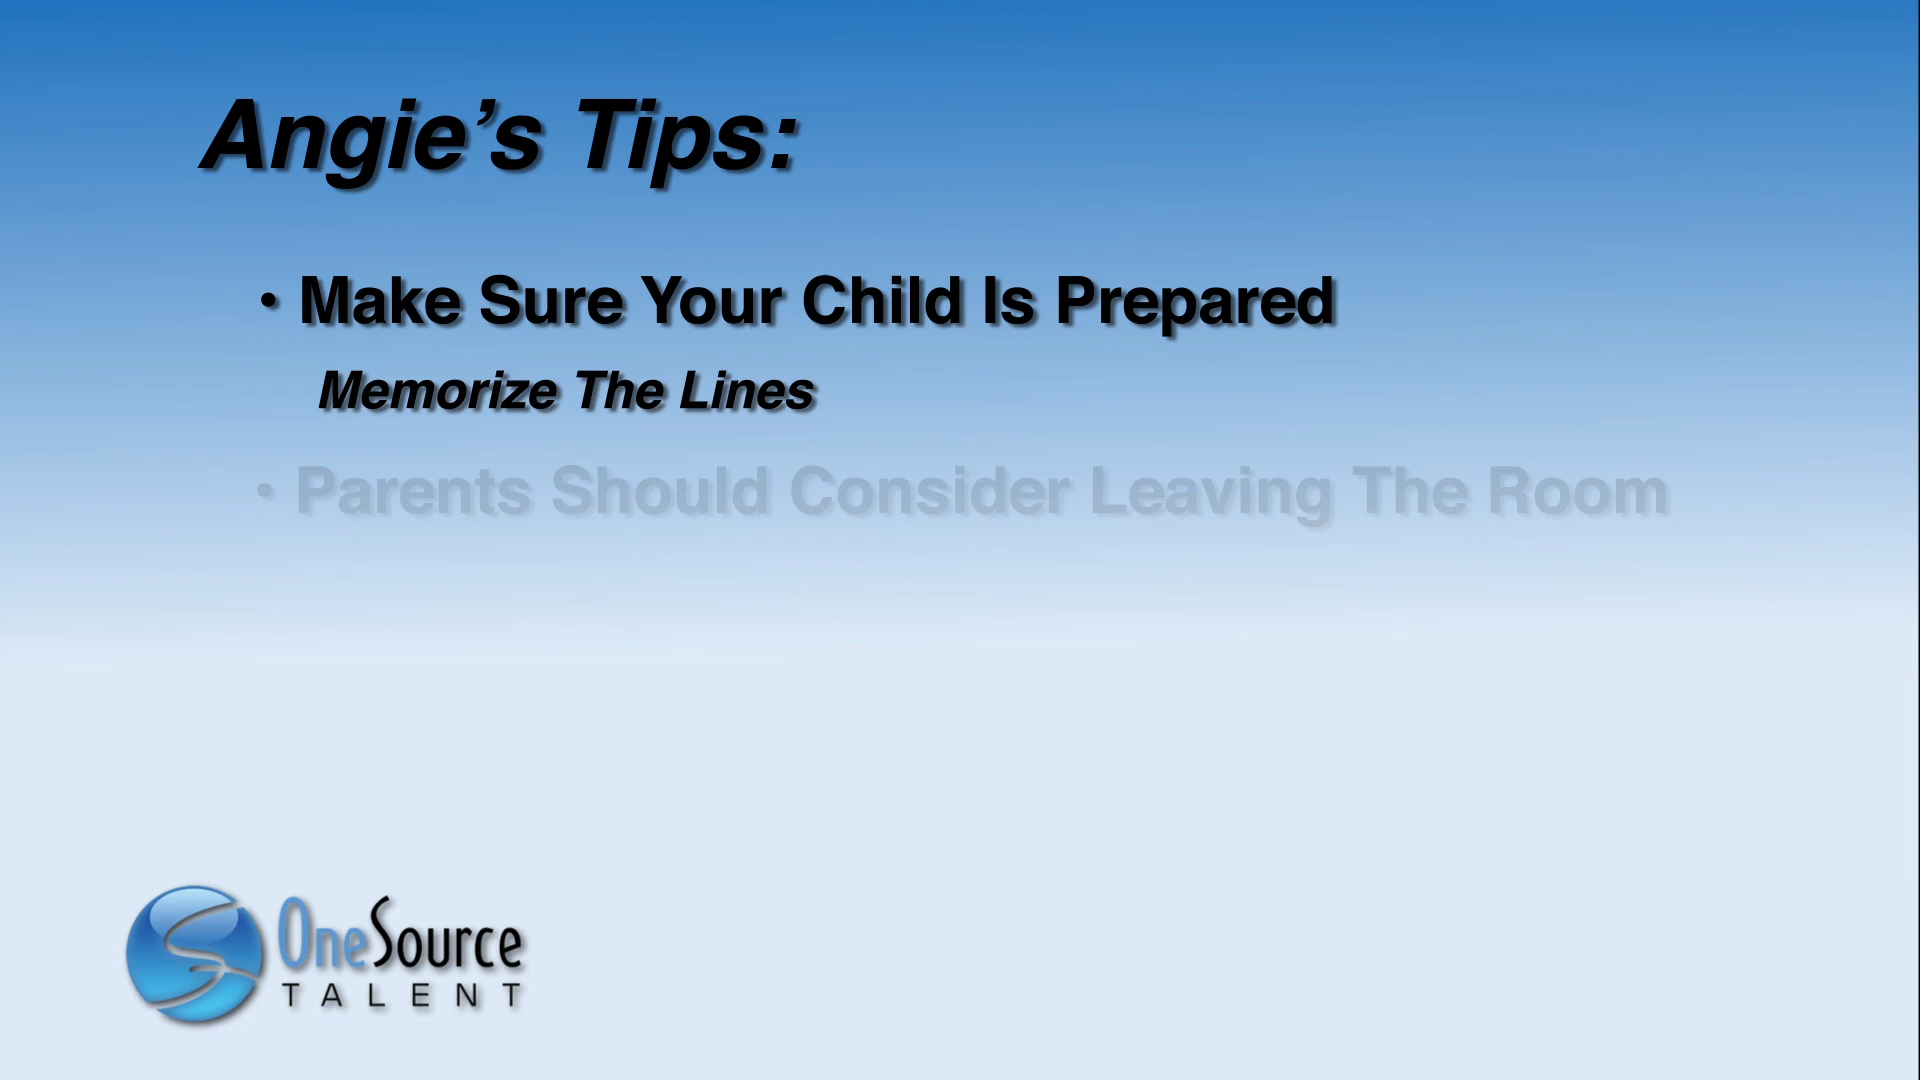 Angie’s Tips:
• Make Sure Your Child Is Prepared
Memorize The Lines
• Parents Should Consider Leaving The Room
OneSource
TALENT